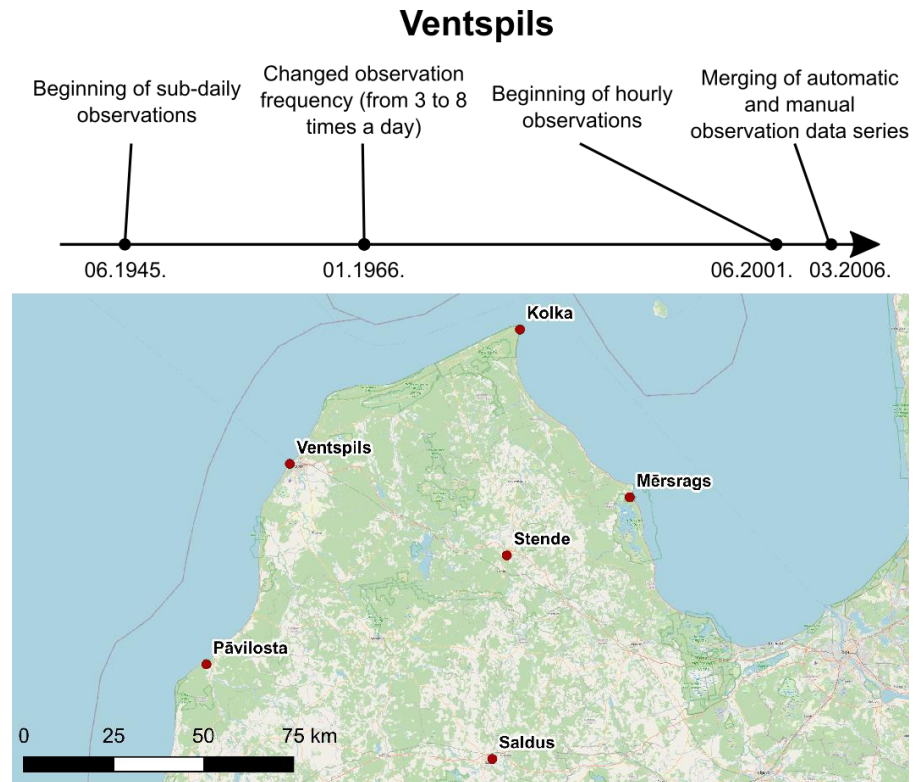 Ventspils
Beginning of sub-daily
observations
Changed observation
frequency (from 3 to 8
times a day)
Beginning of hourly
observations
Merging of automatic
and manual
observation data series
06.1945.
01.1966.
06.2001.
03.2006.
Kolka
Ventspils
Mērsrags
Stende
Pāvilosta
Saldus
0 25 50 75 km